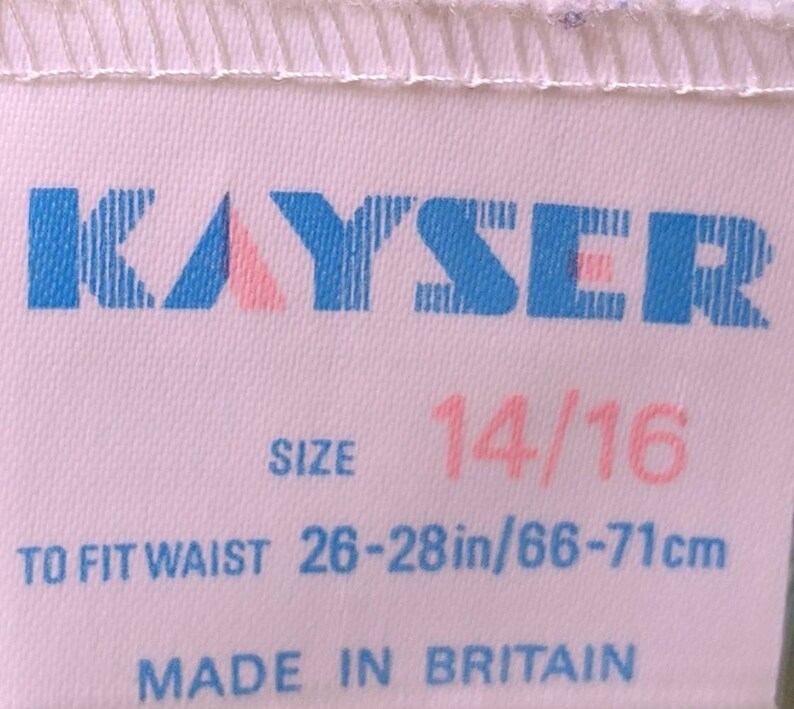 KAYSER
SIZE 14/16
TO FIT WAIST 26-28in/66-71cm
MADE IN BRITAIN